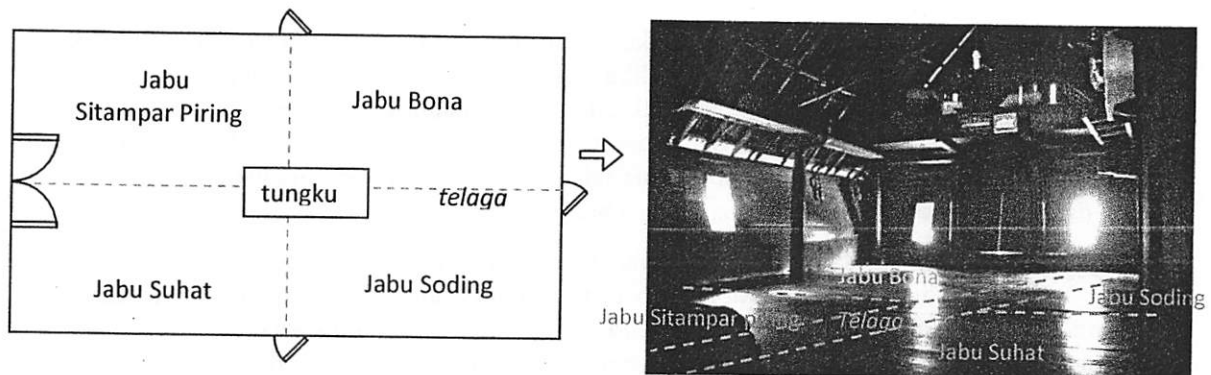 Jabu
Sitampar Piring
Jabu Bona
tungku
telaga
Jabu Suhat
Jabu Soding
Jabu Bona
Jabu Soding
Jabu Sitampar piring
Telaga
Jabu Suhat